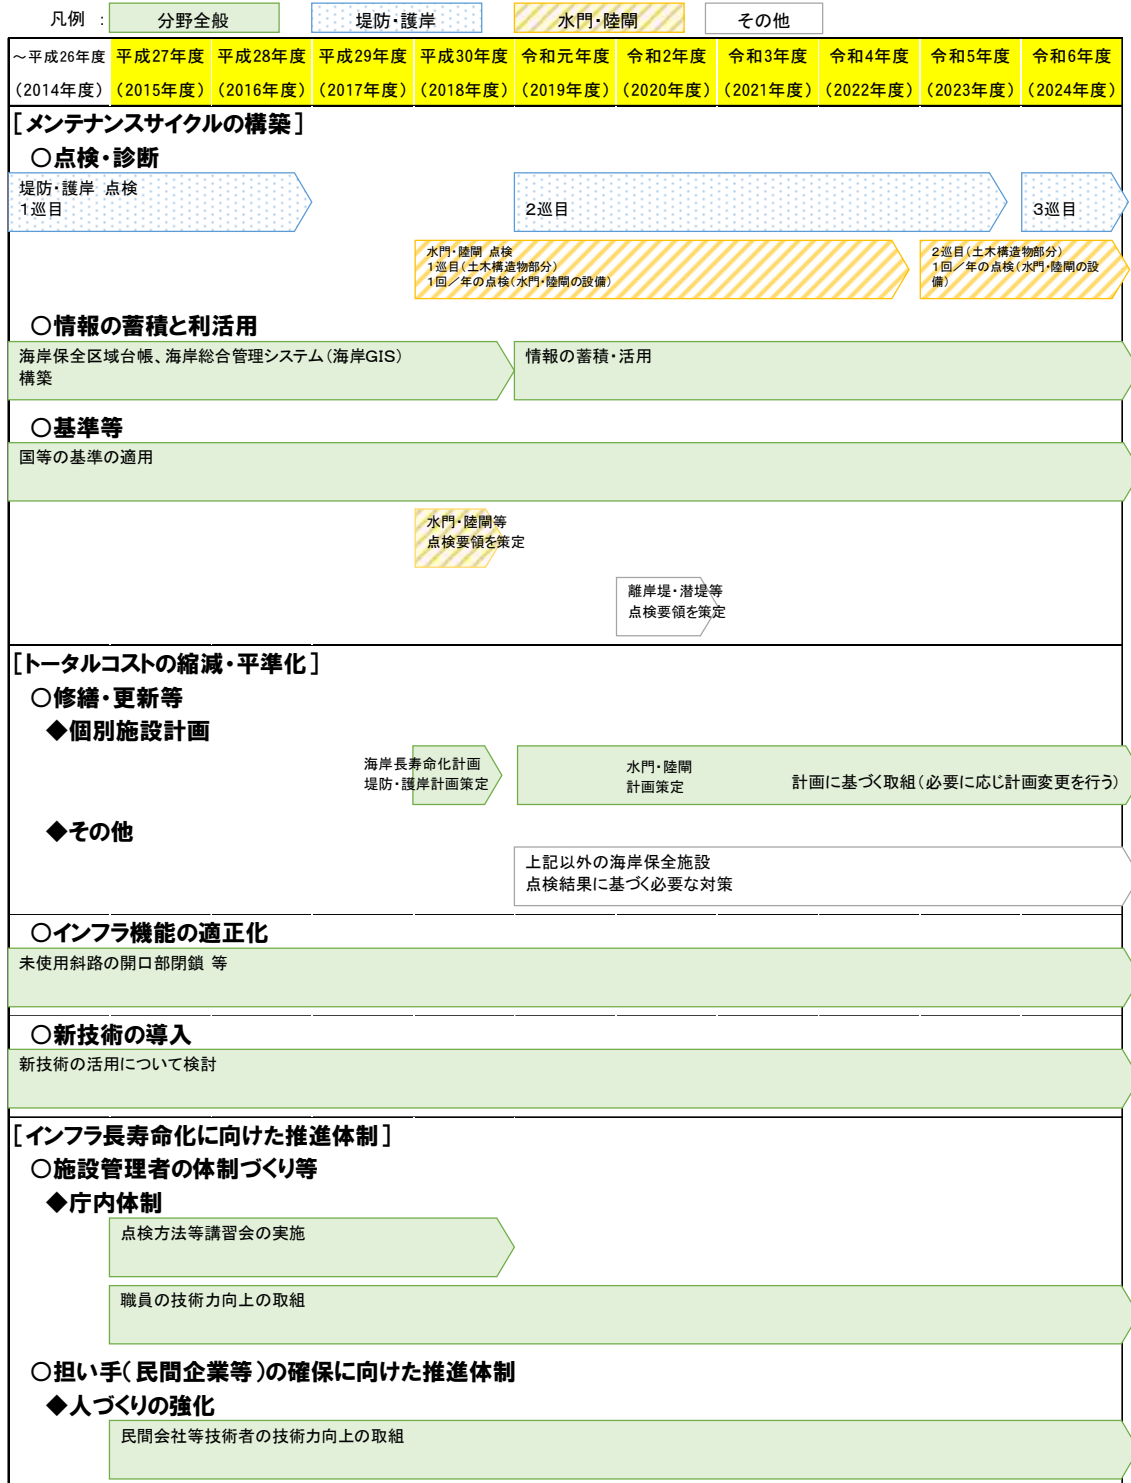 凡例 : 分野全般 堤防・護岸 水門・陸閘 その他
～平成26年度 平成27年度 平成28年度 平成29年度 平成30年度 令和元年度 令和2年度 令和3年度 令和4年度 令和5年度 令和6年度
(2014年度) (2015年度) (2016年度) (2017年度) (2018年度) (2019年度) (2020年度) (2021年度) (2022年度) (2023年度) (2024年度)
[メンテナンスサイクルの構築]
○点検・診断
堤防・護岸 点検
1巡目
2巡目
3巡目
水門・陸閘 点検
1巡目(土木構造物部分)
1回／年の点検(水門・陸閘の設備)
2巡目(土木構造物部分)
1回／年の点検(水門・陸閘の設
備)
○情報の蓄積と利活用
海岸保全区域台帳、海岸総合管理システム(海岸GIS)
構築
情報の蓄積・活用
○基準等
国等の基準の適用
水門・陸閘等
点検要領を策定
離岸堤・潜堤等
点検要領を策定
[トータルコストの縮減・平準化]
○修繕・更新等
◆個別施設計画
海岸長寿命化計画
堤防・護岸計画策定
水門・陸閘
計画策定
計画に基づく取組(必要に応じ計画変更を行う)
◆その他
上記以外の海岸保全施設
点検結果に基づく必要な対策
○インフラ機能の適正化
未使用斜路の開口部閉鎖 等
○新技術の導入
新技術の活用について検討
[インフラ長寿命化に向けた推進体制]
○施設管理者の体制づくり等
◆庁内体制
点検方法等講習会の実施
職員の技術力向上の取組
○担い手(民間企業等)の確保に向けた推進体制
◆人づくりの強化
民間会社等技術者の技術力向上の取組